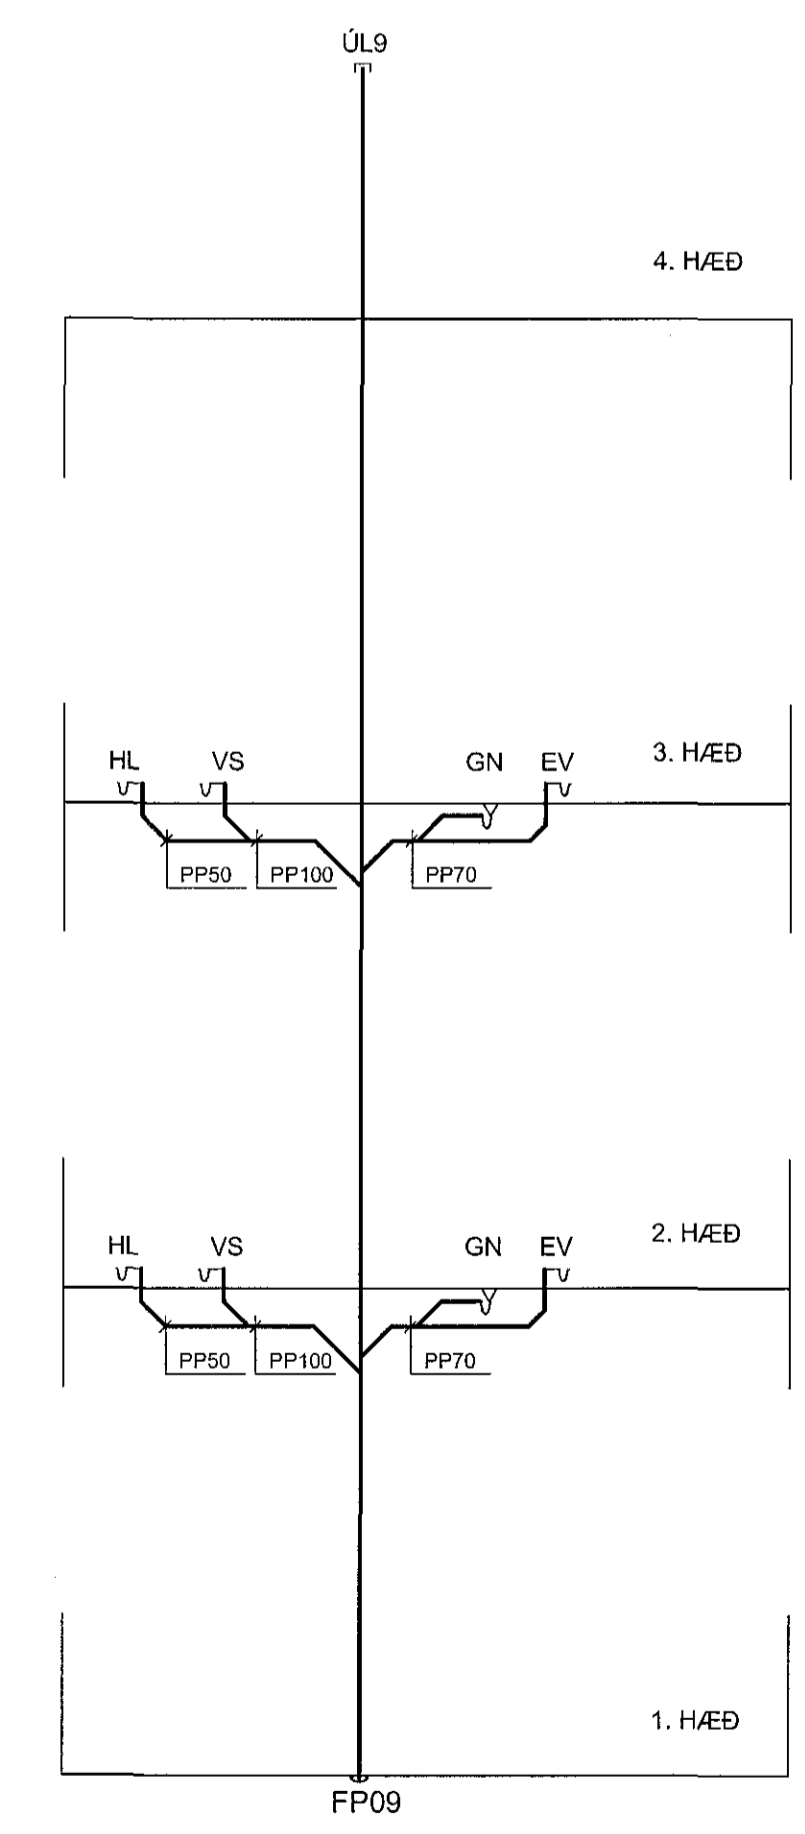 ÚL9
4. HÆÐ
3. HÆÐ
HL VS GN EV
PP50 PP100 PP70
2. HÆÐ
HL VS GN EV
PP50 PP100 PP70
1. HÆÐ
FP09